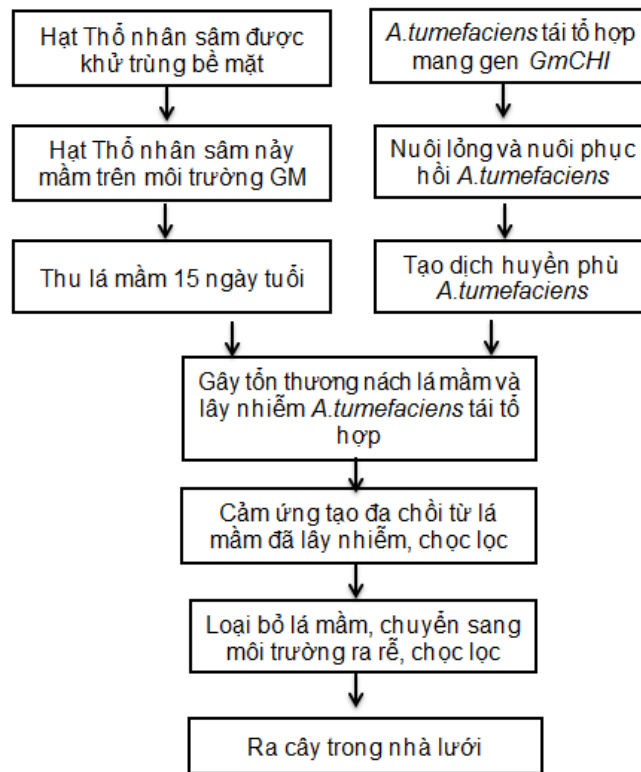 Hạt Thổ nhân sâm được
khử trùng bề mặt
A.tumefaciens tái tổ hợp
mang gen GmCHI
Hạt Thổ nhân sâm nảy
mầm trên môi trường GM
Nuôi lỏng và nuôi phục
hồi A.tumefaciens
Thu lá mầm 15 ngày tuổi
Tạo dịch huyền phù
A.tumefaciens
Gây tổn thương nách lá mầm và
lây nhiễm A.tumefaciens tái tổ
hợp
Cảm ứng tạo đa chồi từ lá
mầm đã lây nhiễm, chọc lọc
Loại bỏ lá mầm, chuyển sang
môi trường ra rễ, chọc lọc
Ra cây trong nhà lưới